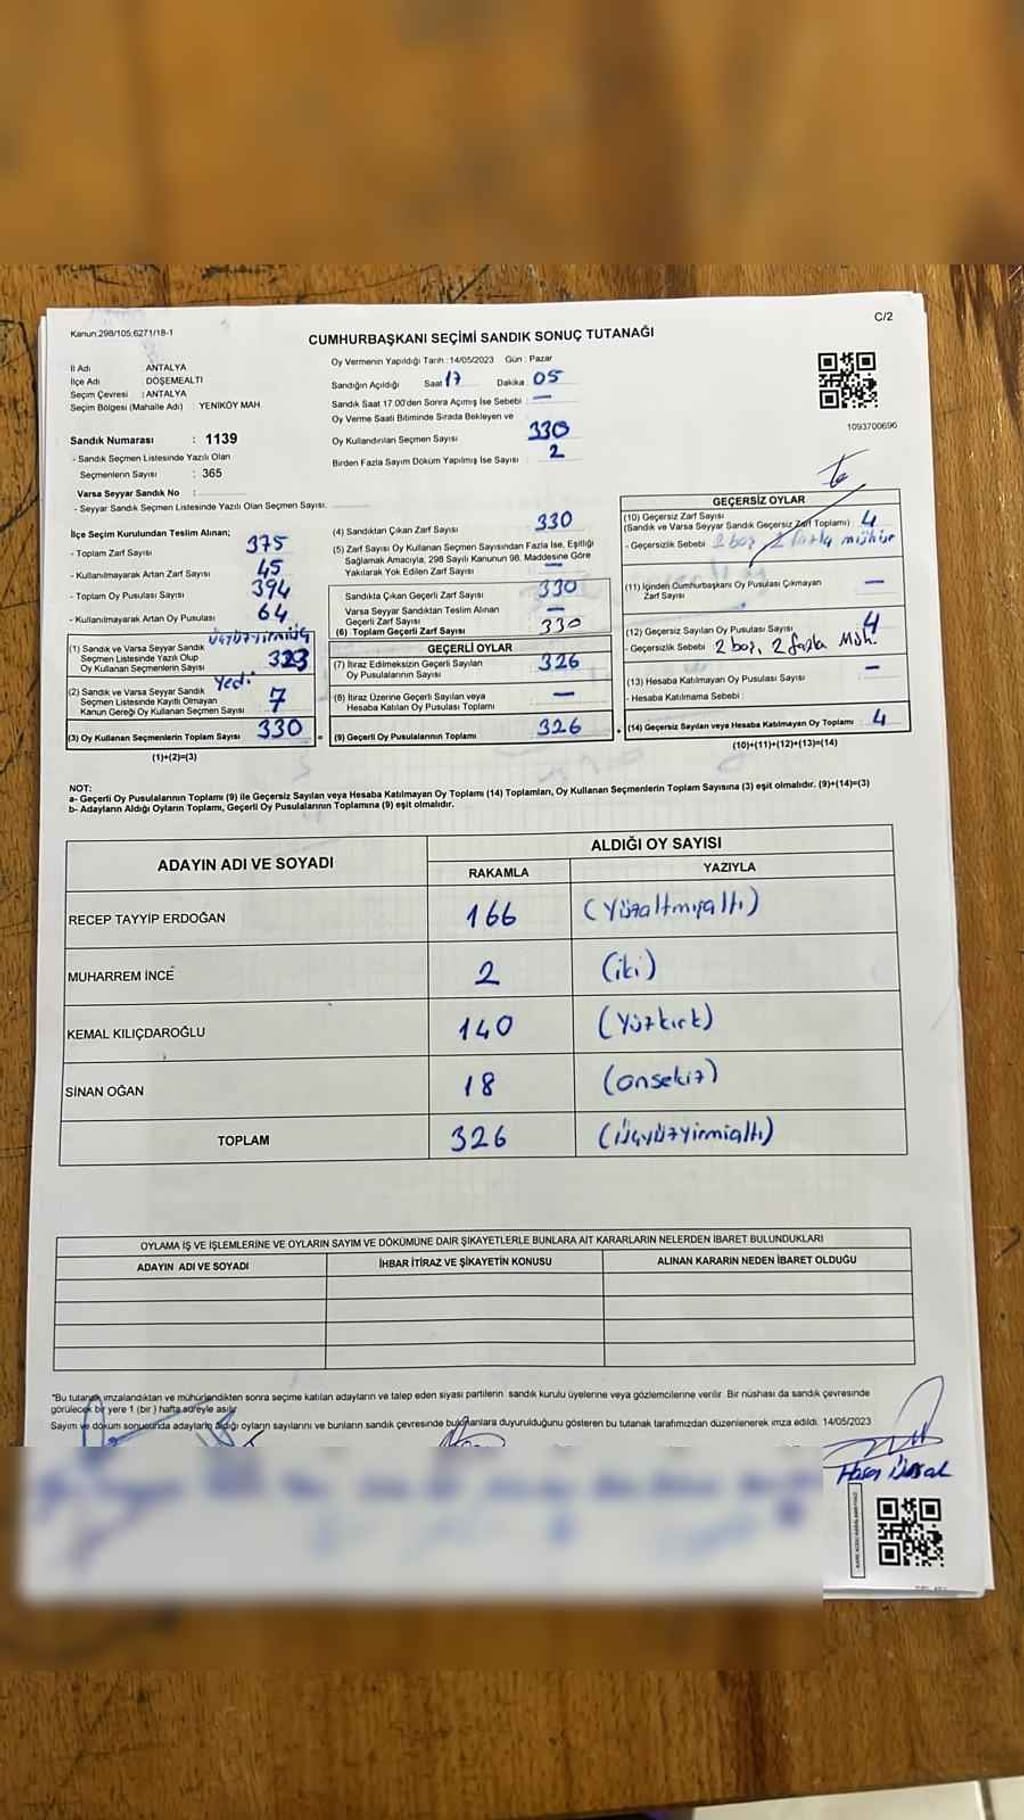 Kanun:298/105,6271/18-1
C/2
CUMHURBAŞKANI SEÇİMİ SANDIK SONUÇ TUTANAĞI
İl Adı ANTALYA
İlçe Adı DÖŞEMEALTI
Seçim Çevresi : ANTALYA
Seçim Bölgesi (Mahalle Adı) : YENİKÖY MAH.
Sandık Numarası : 1139
- Sandık Seçmen Listesinde Yazılı Olan
Seçmenlerin Sayısı : 365
Varsa Seyyar Sandık No :
- Seyyar Sandık Seçmen Listesinde Yazılı Olan Seçmen Sayısı:
Oy Vermenin Yapıldığı Tarih : 14/05/2023 Gün : Pazar
Sandığın Açıldığı Saat 17 Dakika : 05
Sandık Saat 17.00'den Sonra Açılmış İse Sebebi : —
Oy Verme Saati Bitiminde Sırada Bekleyen ve
Oy Kullandırılan Seçmen Sayısı 330
Birden Fazla Sayım Döküm Yapılmış İse Sayısı : 2
1093700696
İlçe Seçim Kurulundan Teslim Alınan;
- Toplam Zarf Sayısı 375
- Kullanılmayarak Artan Zarf Sayısı 45
- Toplam Oy Pusulası Sayısı 394
- Kullanılmayarak Artan Oy Pusulası 64
üçyüzyirmiüç
(1) Sandık ve Varsa Seyyar Sandık
Seçmen Listesinde Yazılı Olup
Oy Kullanan Seçmenlerin Sayısı 323
Yedi
(2) Sandık ve Varsa Seyyar Sandık
Seçmen Listesinde Kayıtlı Olmayan
Kanun Gereği Oy Kullanan Seçmen Sayısı 7
(3) Oy Kullanan Seçmenlerin Toplam Sayısı 330
(1)+(2)=(3)
(4) Sandıktan Çıkan Zarf Sayısı 330
(5) Zarf Sayısı Oy Kullanan Seçmen Sayısından Fazla İse, Eşitliği
Sağlamak Amacıyla, 298 Sayılı Kanunun 98. Maddesine Göre
Yakılarak Yok Edilen Zarf Sayısı —
Sandıkta Çıkan Geçerli Zarf Sayısı 330
Varsa Seyyar Sandıktan Teslim Alınan
Geçerli Zarf Sayısı —
(6) Toplam Geçerli Zarf Sayısı 330
GEÇERLİ OYLAR
(7) İtiraz Edilmeksizin Geçerli Sayılan
Oy Pusulalarının Sayısı 326
(8) İtiraz Üzerine Geçerli Sayılan veya
Hesaba Katılan Oy Pusulası Toplamı —
(9) Geçerli Oy Pusulalarının Toplamı 326
GEÇERSİZ OYLAR
(10) Geçersiz Zarf Sayısı
(Sandık ve Varsa Seyyar Sandık Geçersiz Zarf Toplamı) : 4
- Geçersizlik Sebebi 2 boş, 2 fazla mühür
(11) İçinden Cumhurbaşkanı Oy Pusulası Çıkmayan
Zarf Sayısı —
(12) Geçersiz Sayılan Oy Pusulası Sayısı 4
- Geçersizlik Sebebi 2 boş, 2 fazla Müh.
(13) Hesaba Katılmayan Oy Pusulası Sayısı —
- Hesaba Katılmama Sebebi :
(14) Geçersiz Sayılan veya Hesaba Katılmayan Oy Toplamı 4
(10)+(11)+(12)+(13)=(14)
NOT:
a- Geçerli Oy Pusulalarının Toplamı (9) ile Geçersiz Sayılan veya Hesaba Katılmayan Oy Toplamı (14) Toplamları, Oy Kullanan Seçmenlerin Toplam Sayısına (3) eşit olmalıdır. (9)+(14)=(3)
b- Adayların Aldığı Oyların Toplamı, Geçerli Oy Pusulalarının Toplamına (9) eşit olmalıdır.
ADAYIN ADI VE SOYADI
ALDIĞI OY SAYISI
RAKAMLA YAZIYLA
RECEP TAYYİP ERDOĞAN 166 (Yüzaltmışaltı)
MUHARREM İNCE 2 (iki)
KEMAL KILIÇDAROĞLU 140 (Yüzkırk)
SİNAN OĞAN 18 (onsekiz)
TOPLAM 326 (üçyüzyirmialtı)
OYLAMA İŞ VE İŞLEMLERİNE VE OYLARIN SAYIM VE DÖKÜMÜNE DAİR ŞİKAYETLERLE BUNLARA AİT KARARLARIN NELERDEN İBARET BULUNDUKLARI
ADAYIN ADI VE SOYADI İHBAR İTİRAZ VE ŞİKAYETİN KONUSU ALINAN KARARIN NEDEN İBARET OLDUĞU
"Bu tutanak imzalandıktan ve mühürlendikten sonra seçime katılan adayların ve talep eden siyasi partilerin sandık kurulu üyelerine veya gözlemcilerine verilir. Bir nüshası da sandık çevresinde
görülecek bir yere 1 (bir) hafta süreyle asılır.
Sayım ve döküm sonucunda adayların aldığı oyların sayılarını ve bunların sandık çevresinde bulunanlara duyurulduğunu gösteren bu tutanak tarafımızdan düzenlenerek imza edildi. 14/05/2023